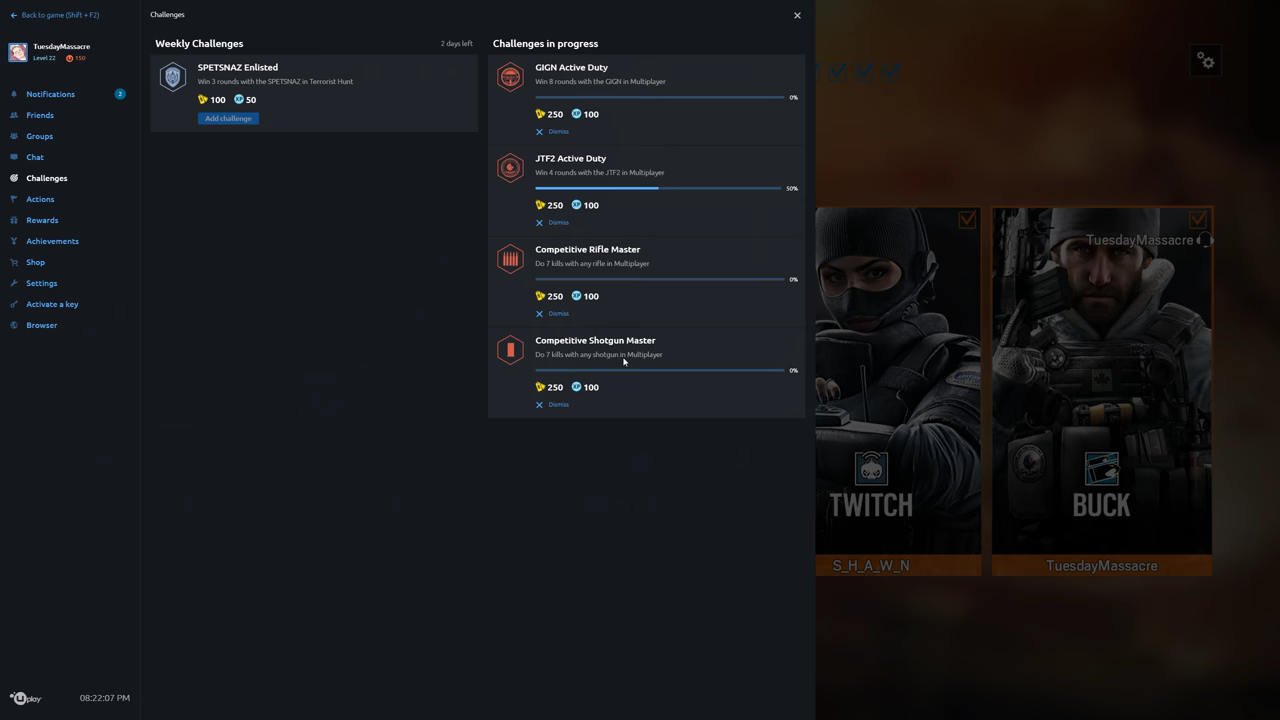 Back to game (Shift + F2)
TuesdayMassacre
Level 22 150
Notifications 2
Friends
Groups
Chat
Challenges
Actions
Rewards
Achievements
Shop
Settings
Activate a key
Browser
uplay 08:22:07 PM
Challenges
Weekly Challenges 2 days left
SPETSNAZ Enlisted
Win 3 rounds with the SPETSNAZ in Terrorist Hunt
100 XP 50
Add challenge
Challenges in progress
GIGN Active Duty
Win 8 rounds with the GIGN in Multiplayer
0%
250 XP 100
Dismiss
JTF2 Active Duty
Win 4 rounds with the JTF2 in Multiplayer
50%
250 XP 100
Dismiss
Competitive Rifle Master
Do 7 kills with any rifle in Multiplayer
0%
250 XP 100
Dismiss
Competitive Shotgun Master
Do 7 kills with any shotgun in Multiplayer
0%
250 XP 100
Dismiss
TWITCH
S_H_A_W_N
TuesdayMassacre
BUCK
TuesdayMassacre